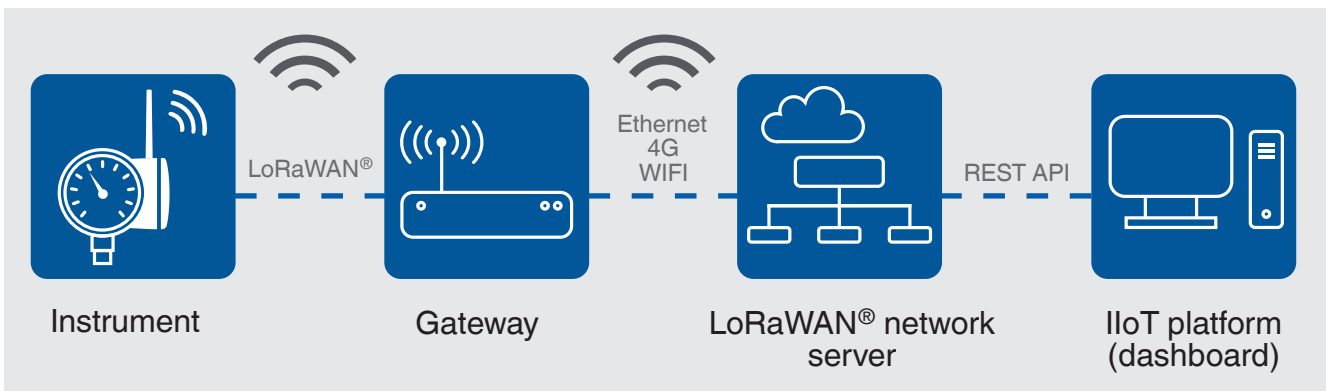 LoRaWAN®
Ethernet
4G
WIFI
REST API
Instrument
Gateway
LoRaWAN® network
server
IIoT platform
(dashboard)